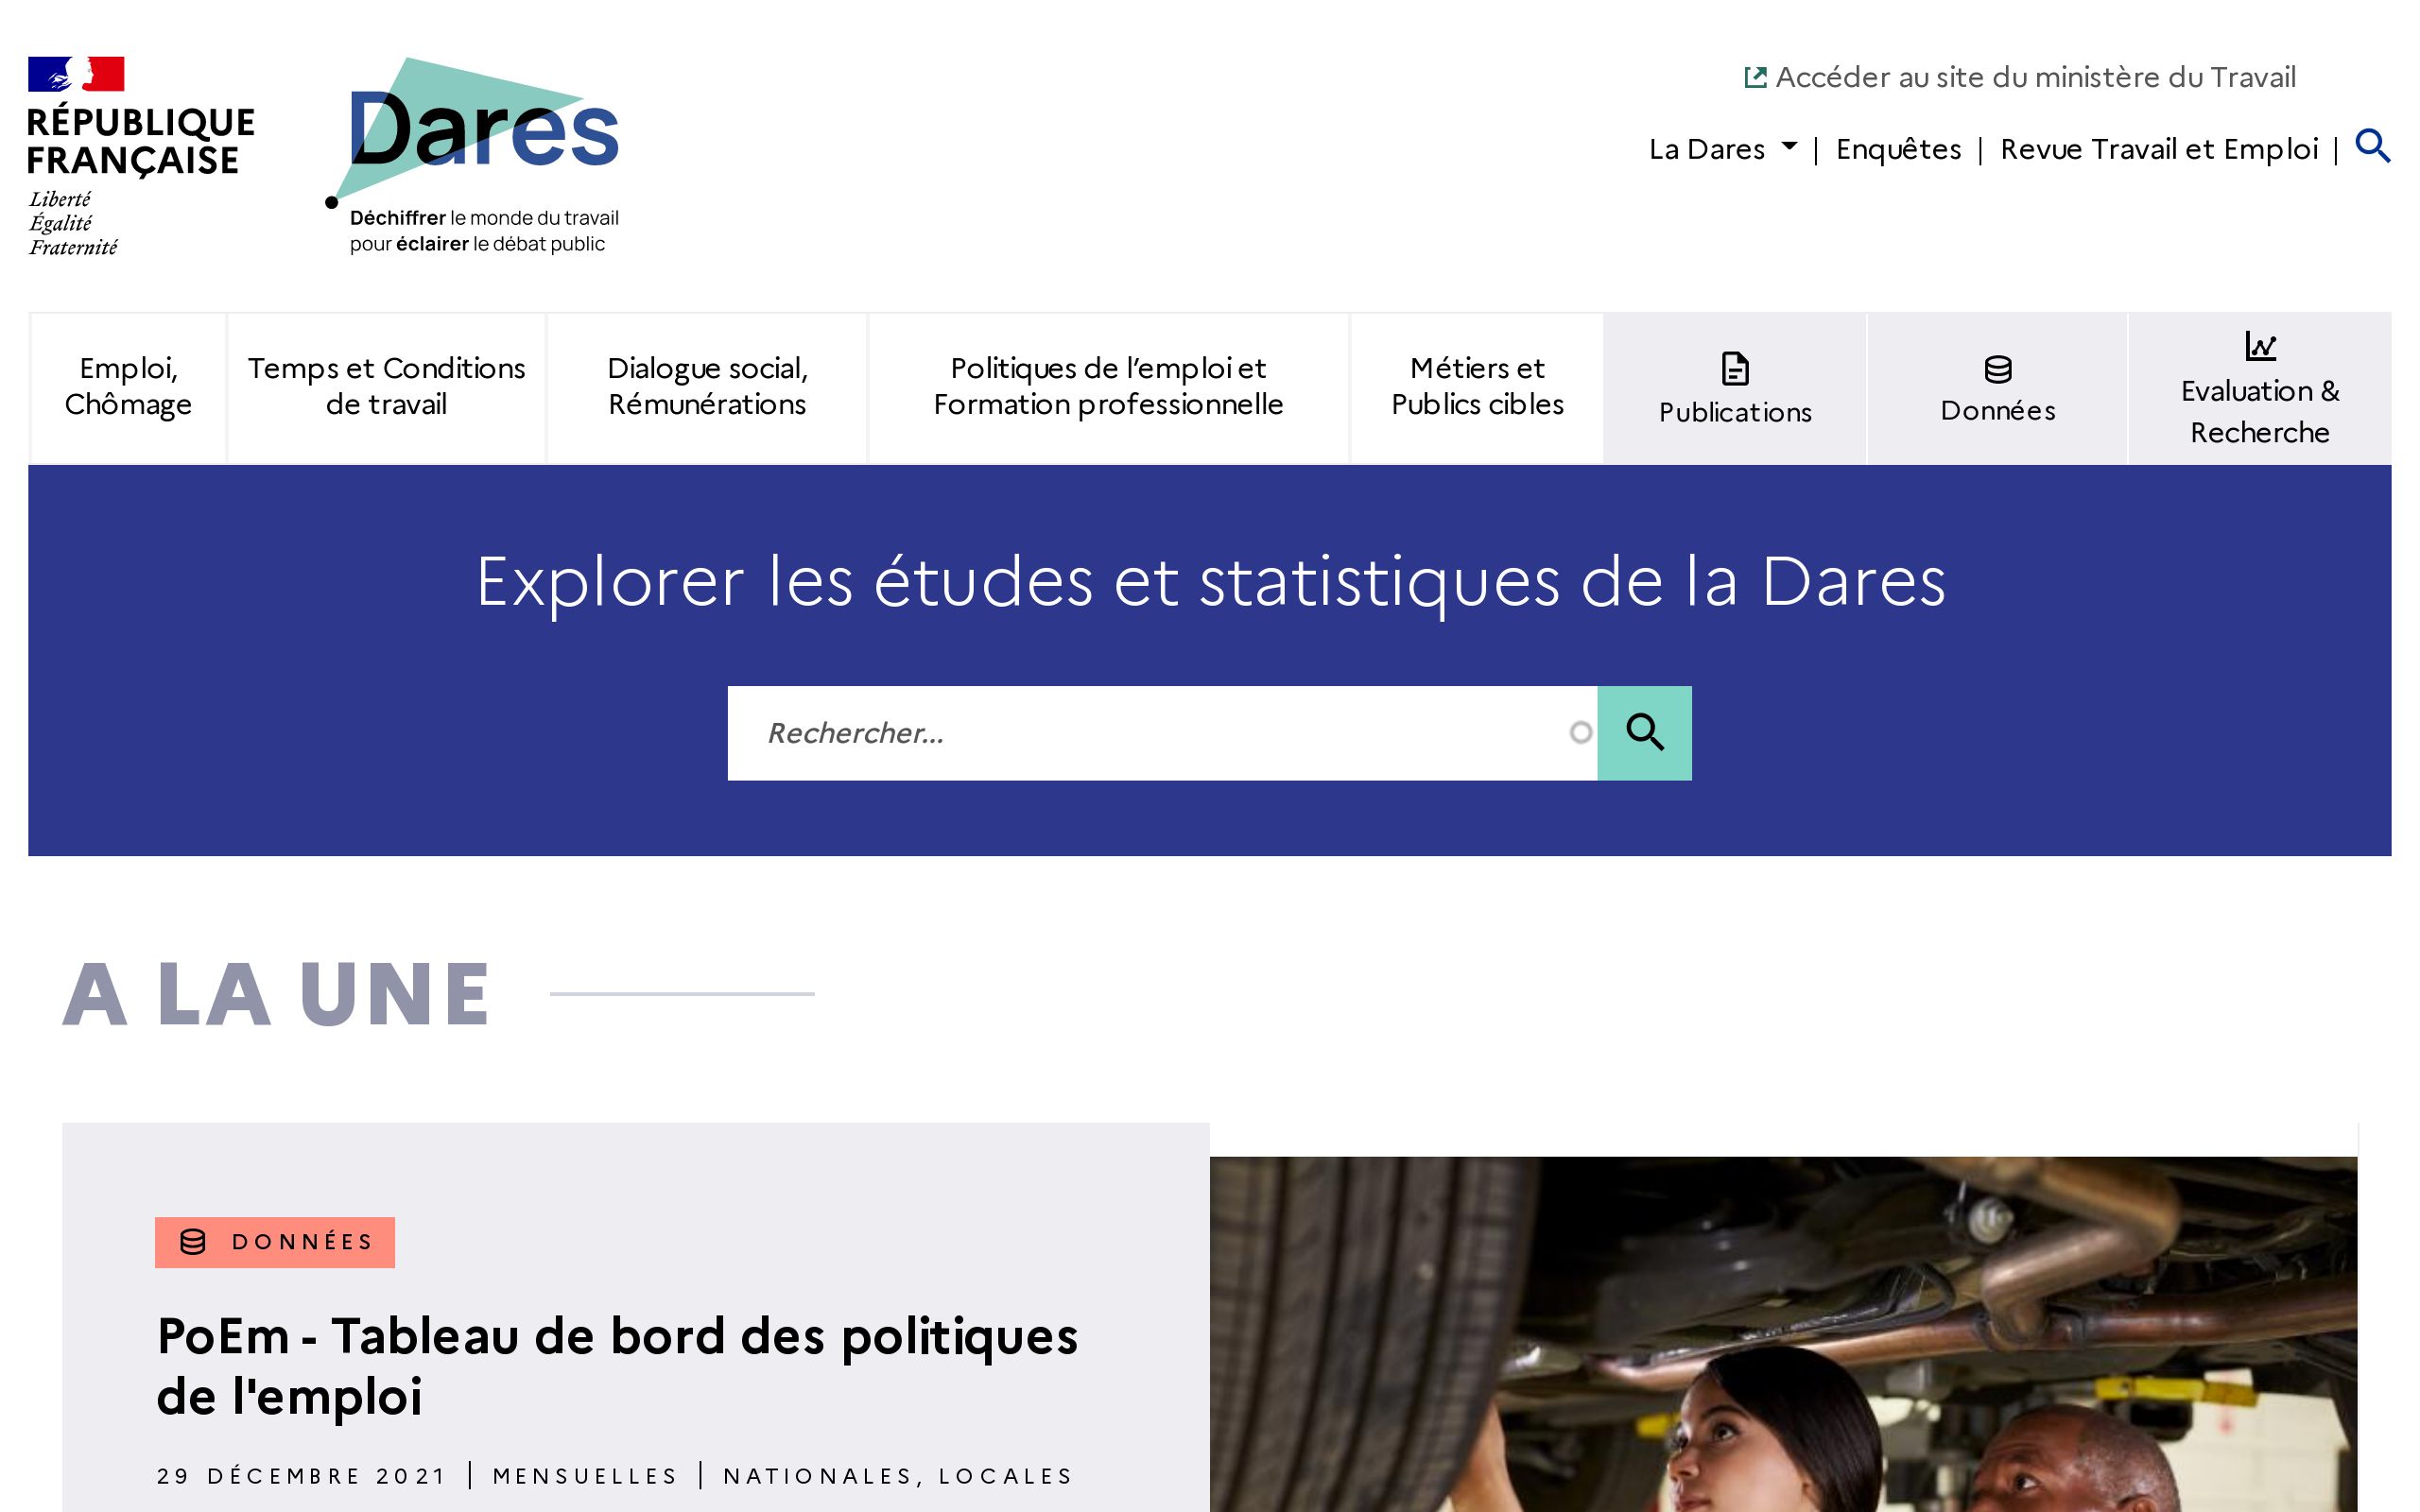 RÉPUBLIQUE
FRANÇAISE
Liberté
Égalité
Fraternité
Dares
Déchiffrer le monde du travail
pour éclairer le débat public
Accéder au site du ministère du Travail
La Dares | Enquêtes | Revue Travail et Emploi |
Emploi,
Chômage
Temps et Conditions
de travail
Dialogue social,
Rémunérations
Politiques de l’emploi et
Formation professionnelle
Métiers et
Publics cibles
Publications
Données
Evaluation &
Recherche
Explorer les études et statistiques de la Dares
Rechercher...
A LA UNE
DONNÉES
PoEm - Tableau de bord des politiques
de l'emploi
29 DÉCEMBRE 2021 | MENSUELLES | NATIONALES, LOCALES